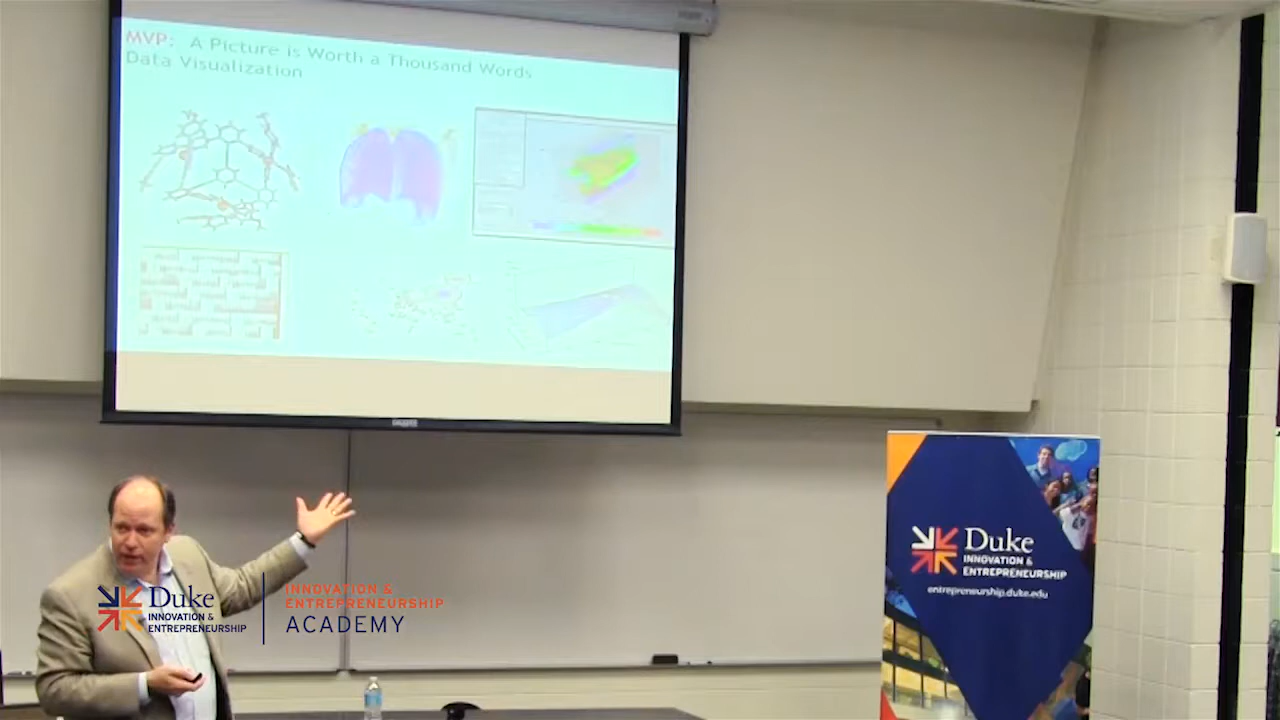 MVP: A Picture is Worth a Thousand Words
Data Visualization
Duke
INNOVATION &
ENTREPRENEURSHIP
entrepreneurship.duke.edu
Duke
INNOVATION &
ENTREPRENEURSHIP
INNOVATION &
ENTREPRENEURSHIP
ACADEMY